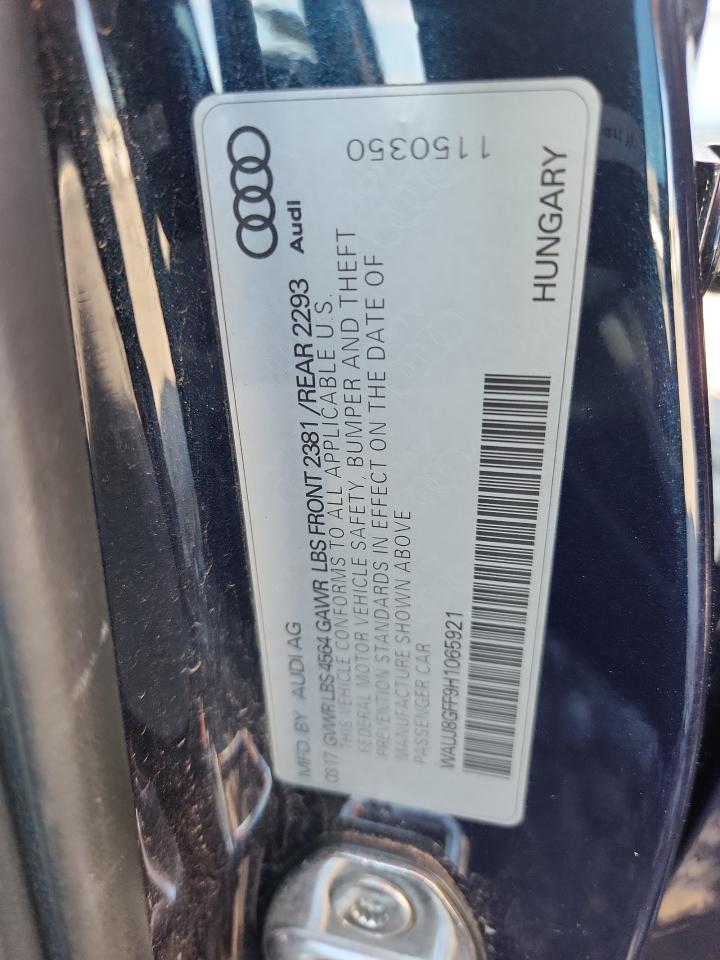 Audi
MFD. BY AUDI AG
0317 GVWR LBS 4564 GAWR LBS FRONT 2381 /REAR 2293
THIS VEHICLE CONFORMS TO ALL APPLICABLE U.S.
FEDERAL MOTOR VEHICLE SAFETY, BUMPER AND THEFT
PREVENTION STANDARDS IN EFFECT ON THE DATE OF
MANUFACTURE SHOWN ABOVE
PASSENGER CAR
WAUJ8GFF9H1065921
HUNGARY
1150350